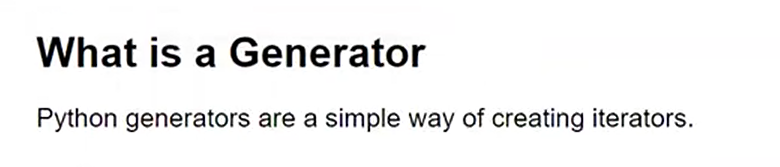 What is a Generator
Python generators are a simple way of creating iterators.